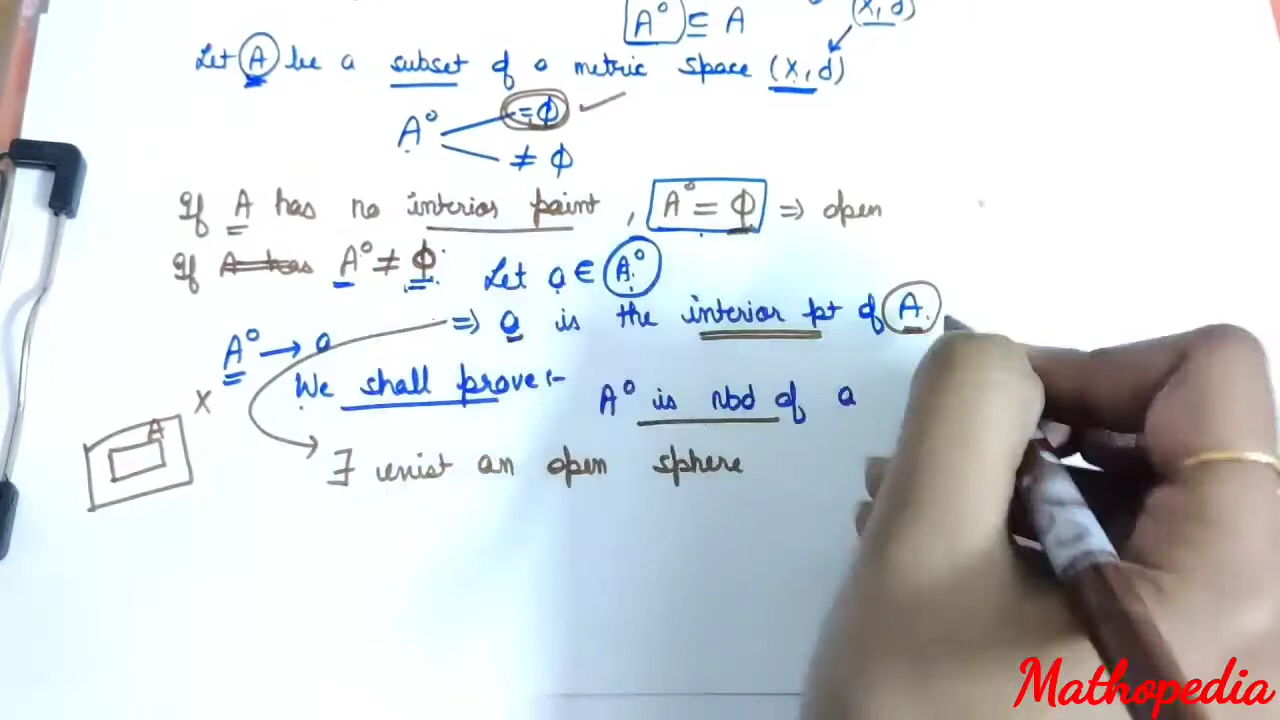 A° ⊆ A
(X, d)
Let A be a subset of a metric space (X, d)
A° = ϕ
≠ ϕ
If A has no interior point , A° = ϕ ⇒ open
If A has A° ≠ ϕ. Let a ∈ A°
⇒ a is the interior pt of A.
A° → a
We shall prove :- A° is nbd of a
X
A
∃ exist an open sphere
Mathopedia